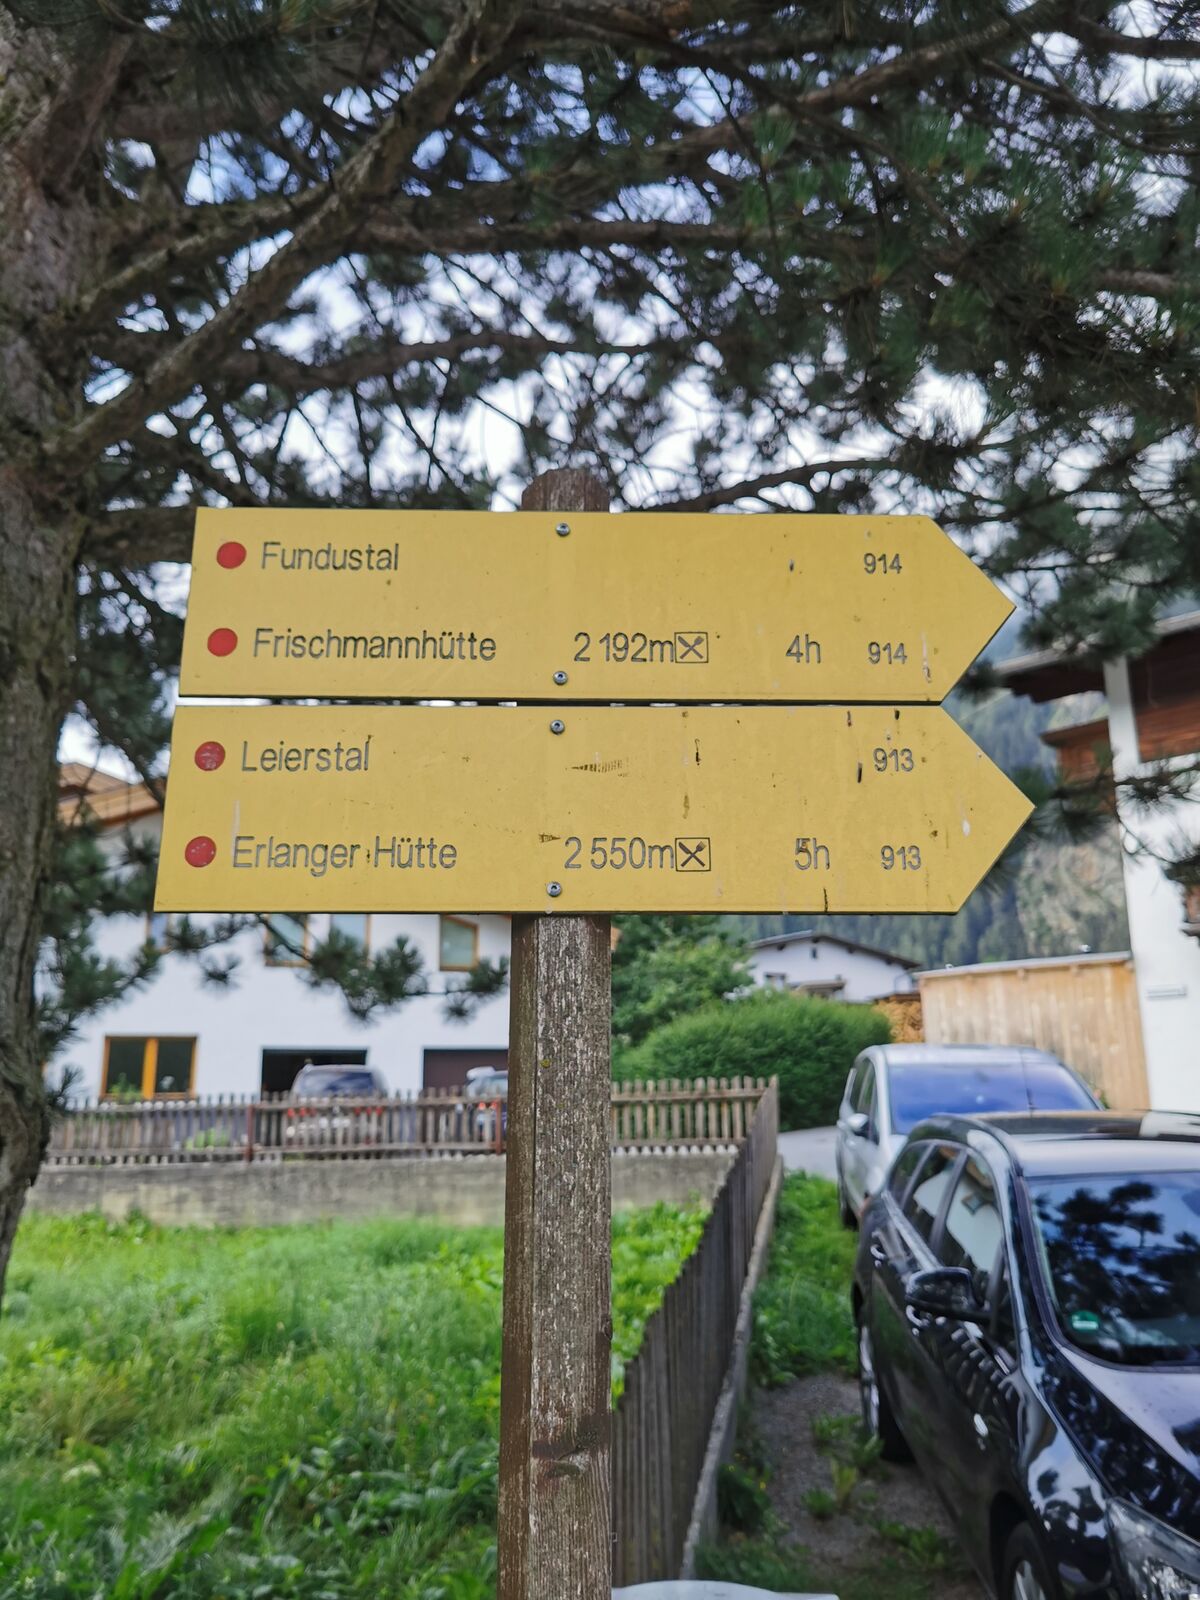 Fundustal 914
Frischmannhütte 2 192m 4h 914
Leierstal 913
Erlanger Hütte 2 550m 5h 913